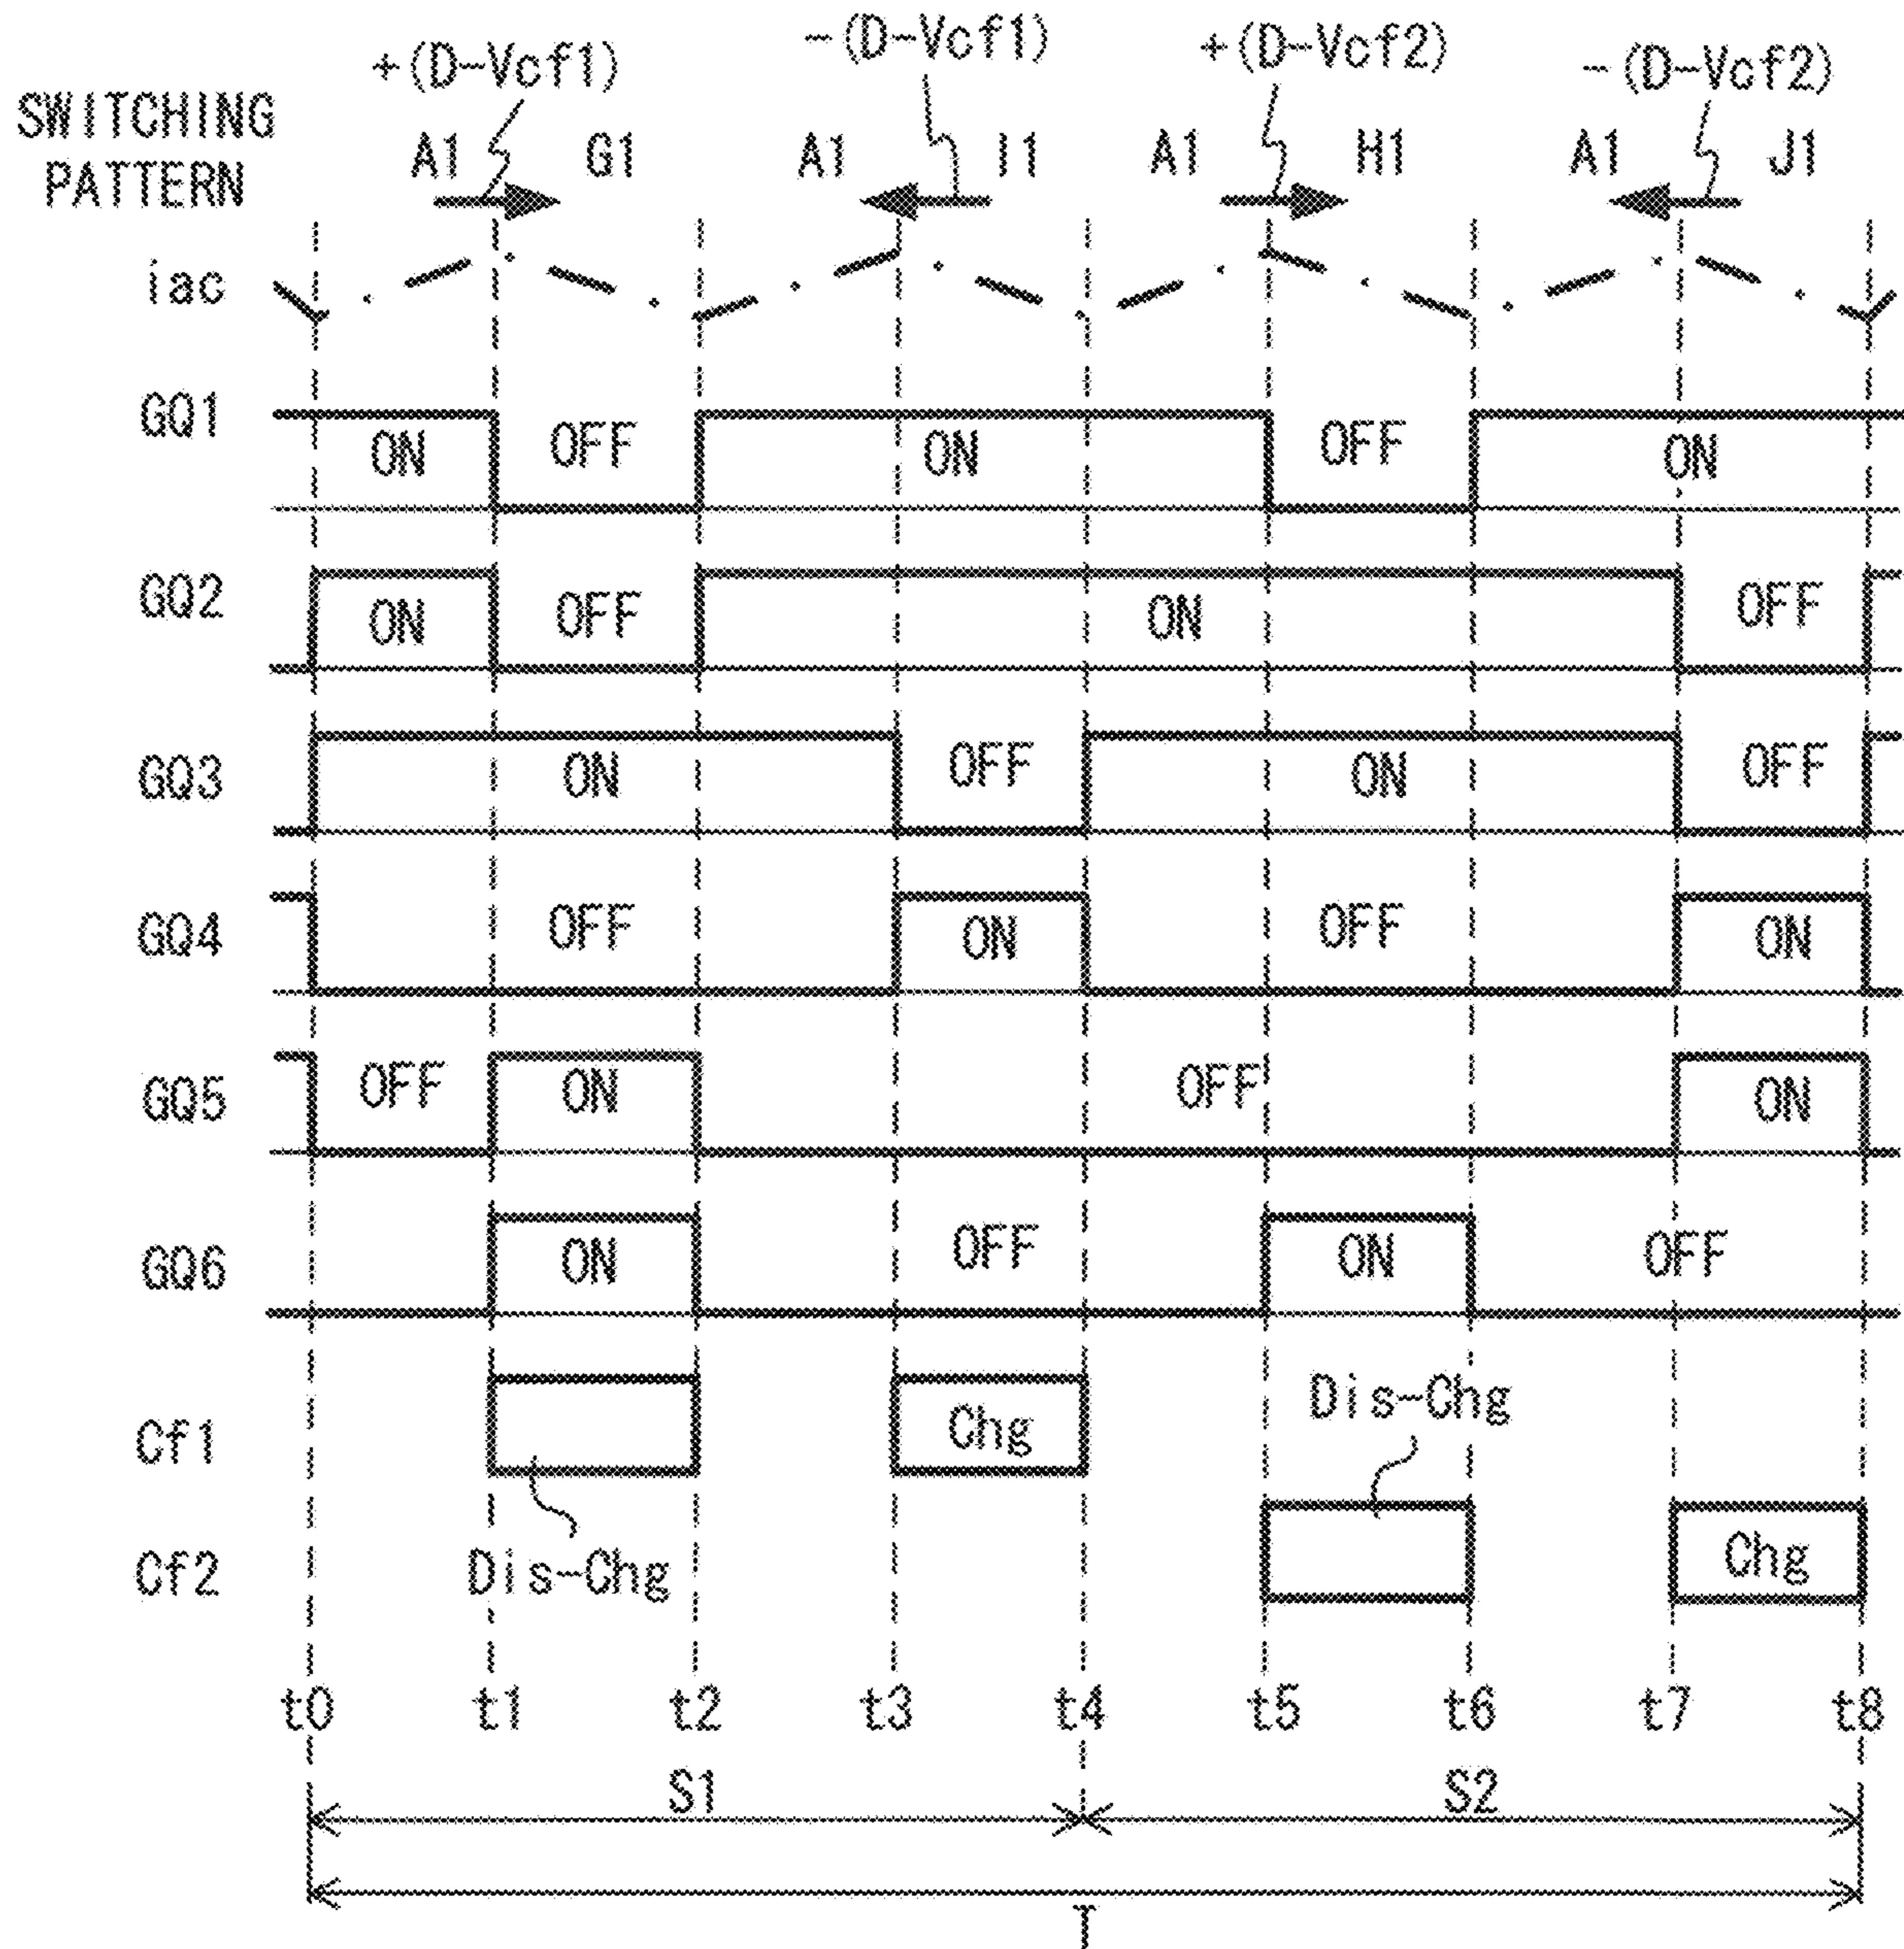 +(D-Vcf1) -(D-Vcf1) +(D-Vcf2) -(D-Vcf2)
SWITCHING PATTERN
A1 G1 A1 I1 A1 H1 A1 J1
iac
GQ1 ON OFF ON OFF ON
GQ2 ON OFF ON OFF
GQ3 ON OFF ON OFF
GQ4 OFF ON OFF ON
GQ5 OFF ON OFF ON
GQ6 ON OFF ON OFF
Cf1 Chg Dis-Chg
Cf2 Dis-Chg Chg
t0 t1 t2 t3 t4 t5 t6 t7 t8
S1 S2
T